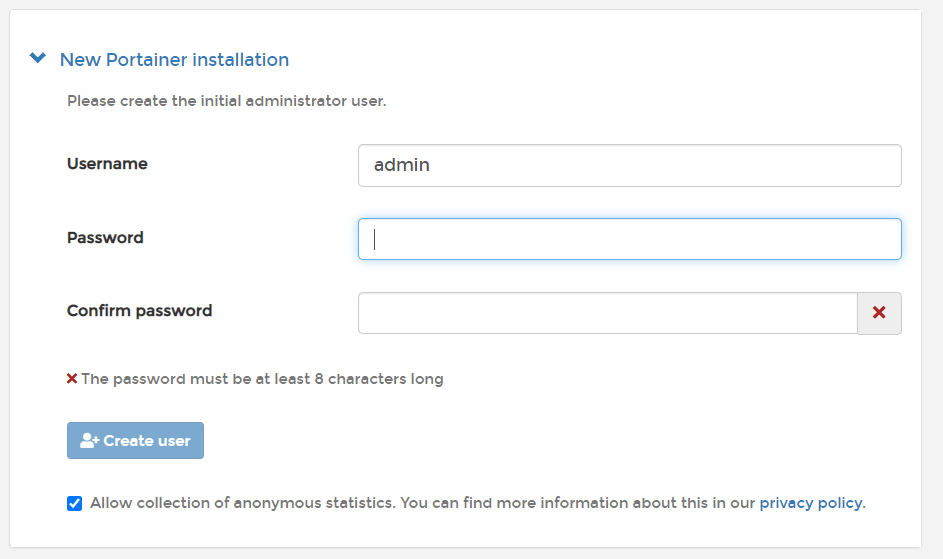 New Portainer installation
Please create the initial administrator user.
Username
admin
Password
Confirm password
The password must be at least 8 characters long
Create user
Allow collection of anonymous statistics. You can find more information about this in our privacy policy.